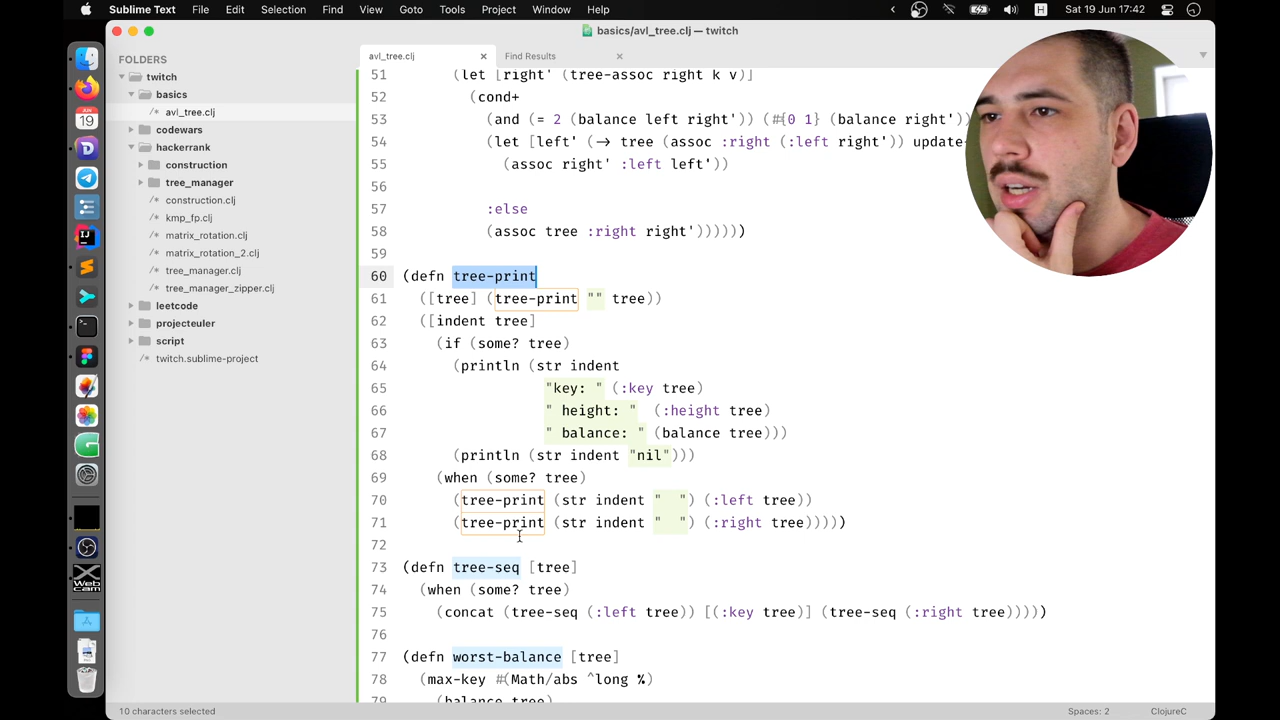 Sublime Text File Edit Selection Find View Goto Tools Project Window Help H Sat 19 Jun 17:42
basics/avl_tree.clj — twitch
FOLDERS
twitch
basics
/* avl_tree.clj
codewars
hackerrank
construction
tree_manager
/* construction.clj
/* kmp_fp.clj
/* matrix_rotation.clj
/* matrix_rotation_2.clj
/* tree_manager.clj
/* tree_manager_zipper.clj
leetcode
projecteuler
script
/* twitch.sublime-project
JUN
19
IJ
Web
cam
avl_tree.clj × Find Results ×
51 (let [right' (tree-assoc right k v)]
52 (cond+
53 (and (= 2 (balance left right')) (#{0 1} (balance right'))
54 (let [left' (-> tree (assoc :right (:left right')) update-
55 (assoc right' :left left'))
56
57 :else
58 (assoc tree :right right'))))))
59
60 (defn tree-print
61 ([tree] (tree-print "" tree))
62 ([indent tree]
63 (if (some? tree)
64 (println (str indent
65 "key: " (:key tree)
66 " height: " (:height tree)
67 " balance: " (balance tree)))
68 (println (str indent "nil")))
69 (when (some? tree)
70 (tree-print (str indent "  ") (:left tree))
71 (tree-print (str indent "  ") (:right tree)))))
72
73 (defn tree-seq [tree]
74 (when (some? tree)
75 (concat (tree-seq (:left tree)) [(:key tree)] (tree-seq (:right tree)))))
76
77 (defn worst-balance [tree]
78 (max-key #(Math/abs ^long %)
79 (balance tree)
10 characters selected
Spaces: 2 ClojureC